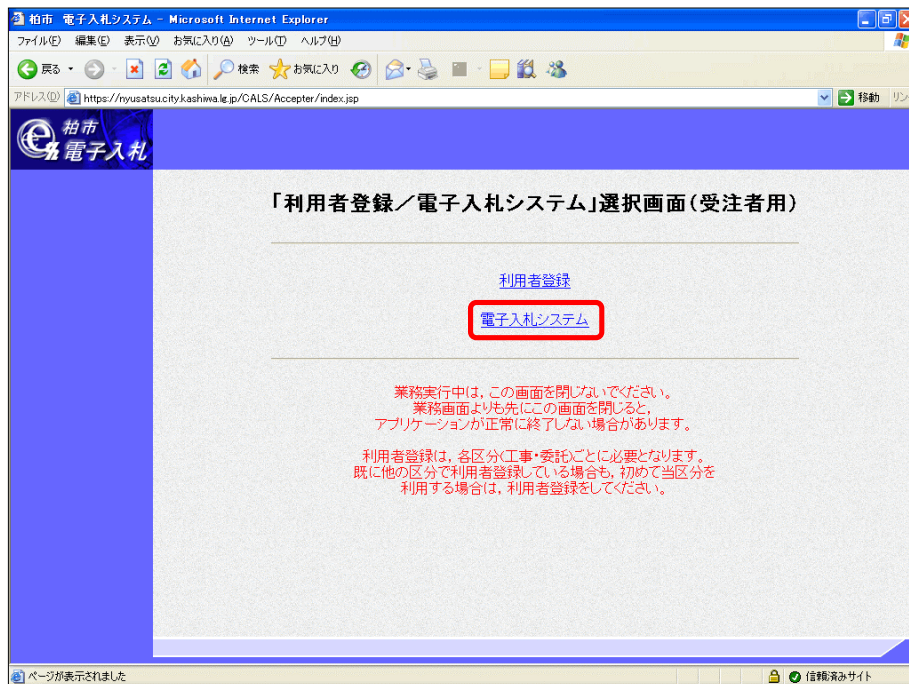 柏市 電子入札システム - Microsoft Internet Explorer
ファイル(F) 編集(E) 表示(V) お気に入り(A) ツール(T) ヘルプ(H)
戻る 検索 お気に入り
アドレス(D) https://nyusatsu.city.kashiwa.lg.jp/CALS/Accepter/index.jsp 移動 リン
柏市
電子入札
「利用者登録／電子入札システム」選択画面(受注者用)
利用者登録
電子入札システム
業務実行中は，この画面を閉じないでください。
業務画面よりも先にこの画面を閉じると，
アプリケーションが正常に終了しない場合があります。
利用者登録は，各区分(工事・委託)ごとに必要となります。
既に他の区分で利用者登録している場合も，初めて当区分を
利用する場合は，利用者登録をしてください。
ページが表示されました 信頼済みサイト